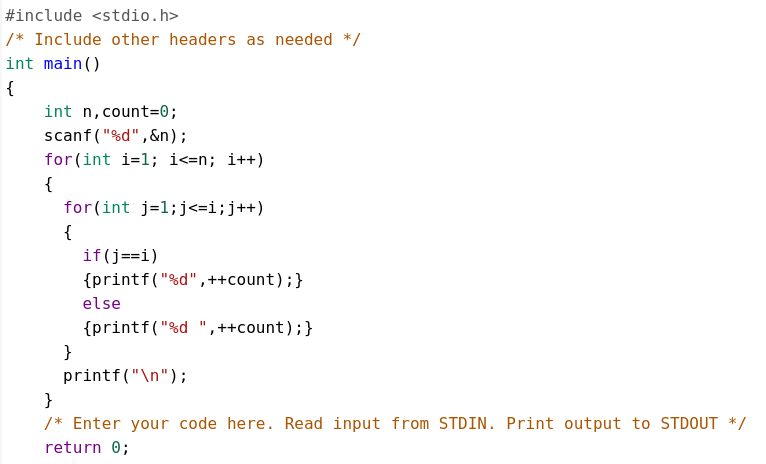 #include <stdio.h>
/* Include other headers as needed */
int main()
{
    int n,count=0;
    scanf("%d",&n);
    for(int i=1; i<=n; i++)
    {
      for(int j=1;j<=i;j++)
      {
        if(j==i)
        {printf("%d",++count);}
        else
        {printf("%d ",++count);}
      }
      printf("\n");
    }
    /* Enter your code here. Read input from STDIN. Print output to STDOUT */
    return 0;